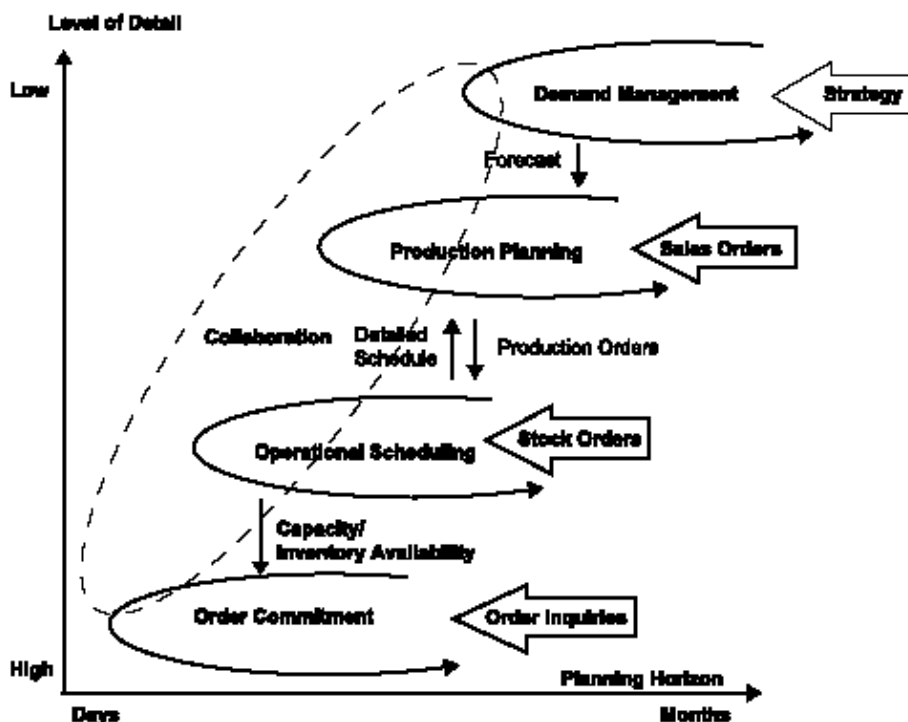 Level of Detail
Low
Demand Management
Strategy
Forecast
Production Planning
Sales Orders
Collaboration
Detailed
Schedule
Production Orders
Operational Scheduling
Stock Orders
Capacity/
Inventory Availability
Order Commitment
Order Inquiries
High
Planning Horizon
Days
Months